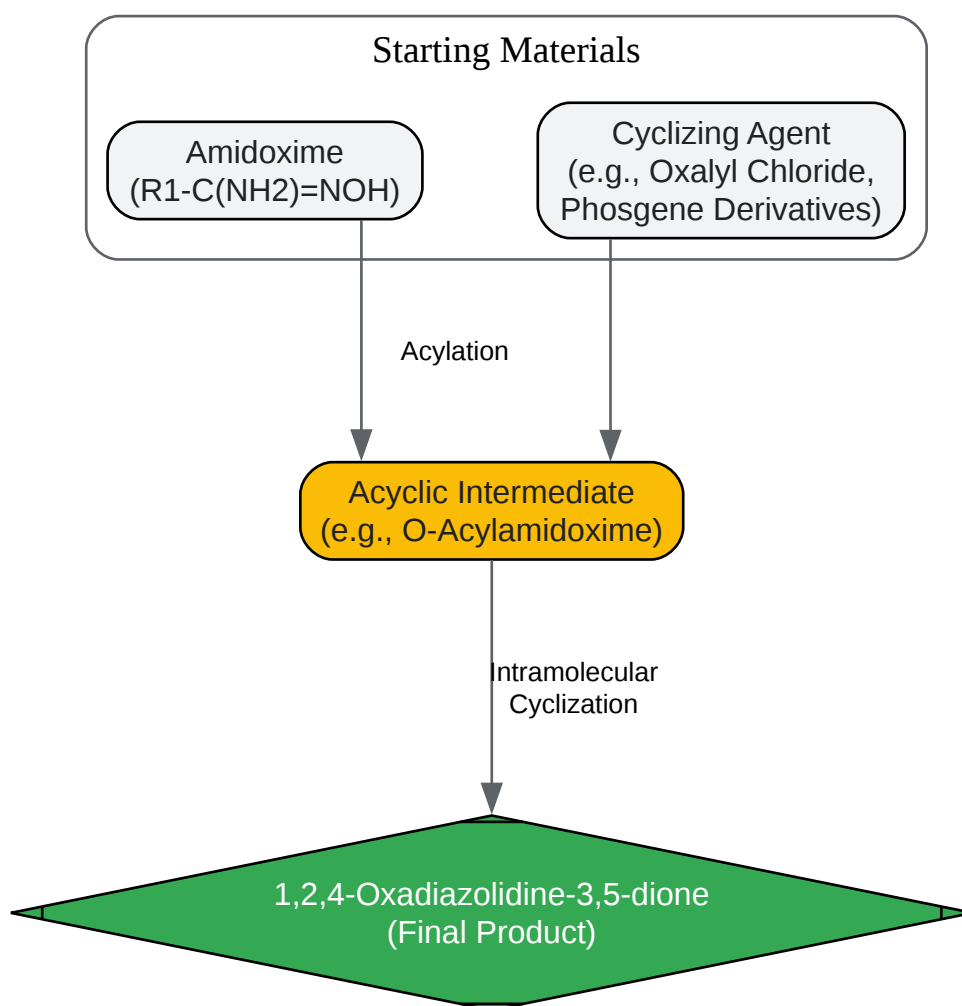 Starting Materials
Amidoxime
(R1-C(NH2)=NOH)
Cyclizing Agent
(e.g., Oxalyl Chloride,
Phosgene Derivatives)
Acylation
Acyclic Intermediate
(e.g., O-Acylamidoxime)
Intramolecular
Cyclization
1,2,4-Oxadiazolidine-3,5-dione
(Final Product)